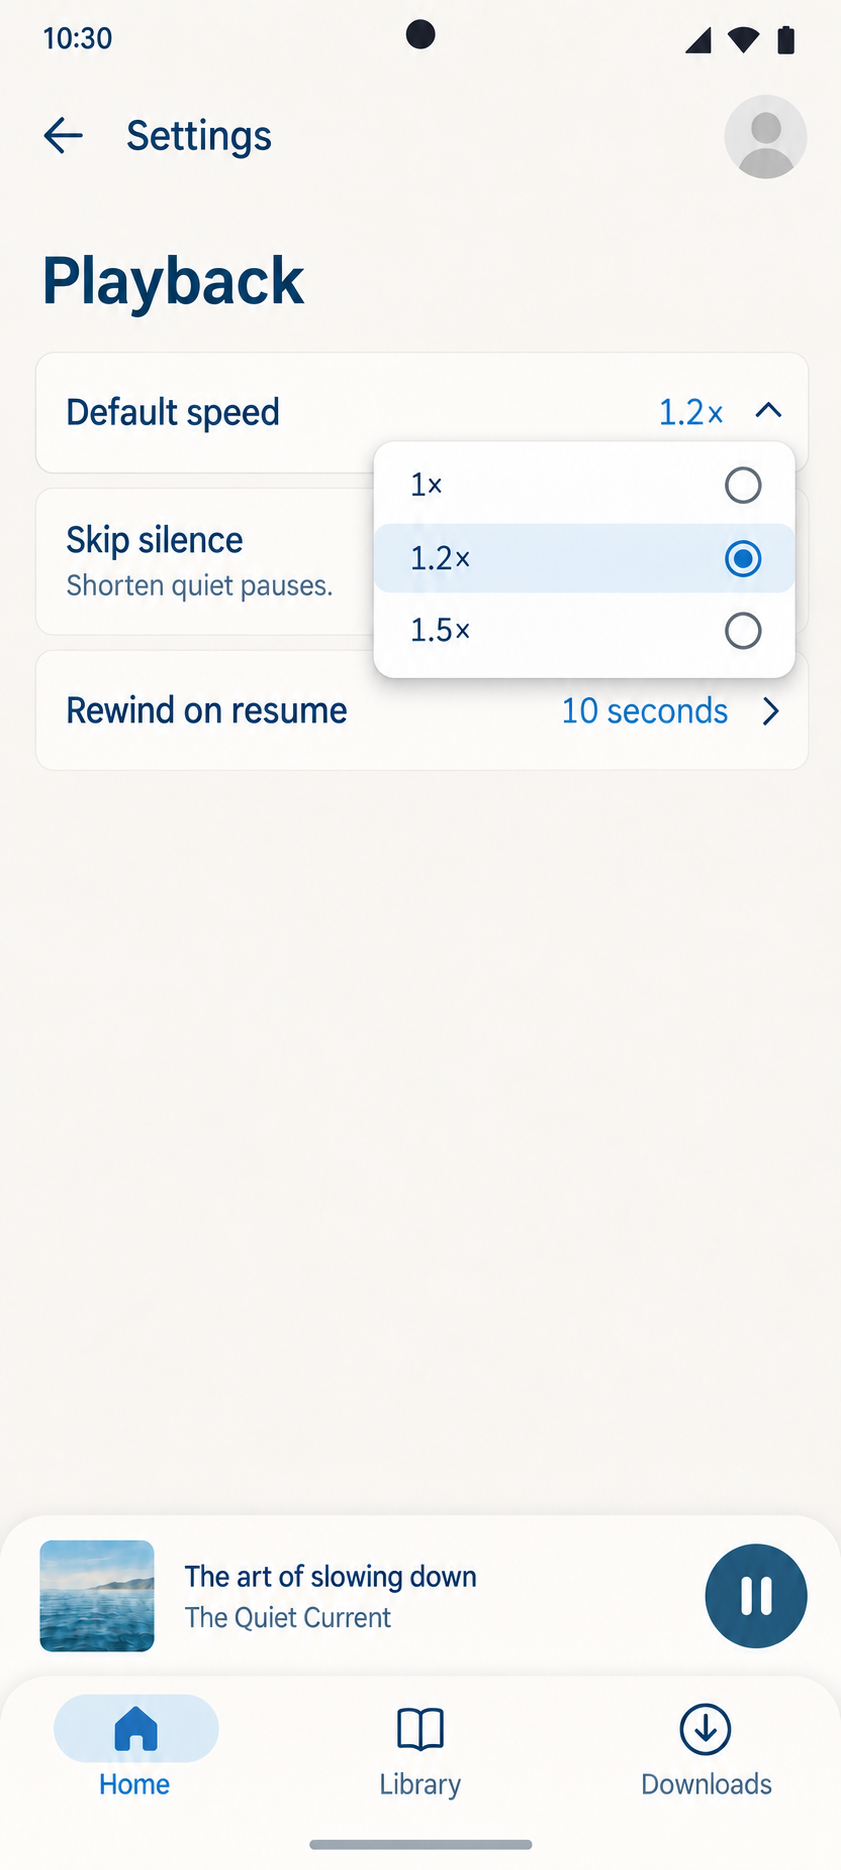 10:30
Settings
Playback
Default speed 1.2×
1×
1.2×
1.5×
Skip silence
Shorten quiet pauses.
Rewind on resume 10 seconds
The art of slowing down
The Quiet Current
Home Library Downloads